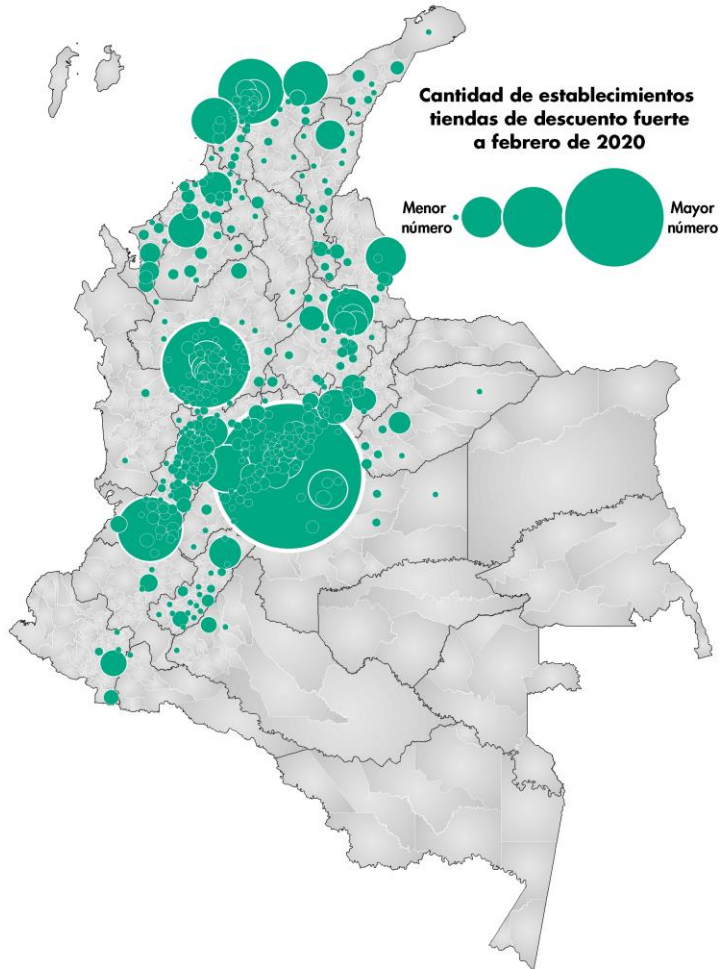 Cantidad de establecimientos
tiendas de descuento fuerte
a febrero de 2020
Menor
número
Mayor
número